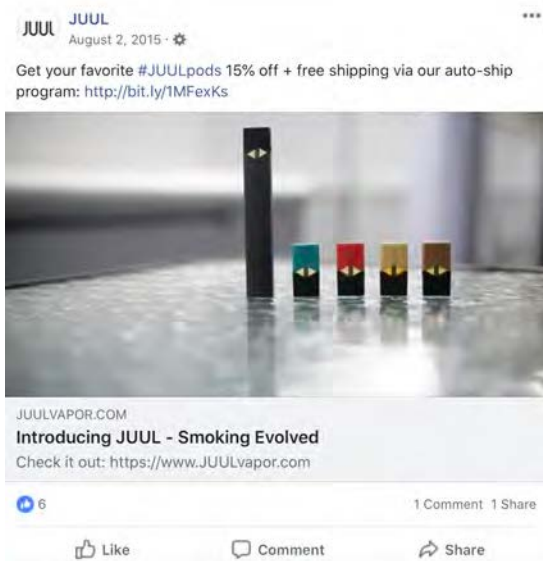 JUUL
JUUL
August 2, 2015 ·
Get your favorite #JUULpods 15% off + free shipping via our auto-ship
program: http://bit.ly/1MFexKs
JUULVAPOR.COM
Introducing JUUL - Smoking Evolved
Check it out: https://www.JUULvapor.com
6
1 Comment 1 Share
Like Comment Share